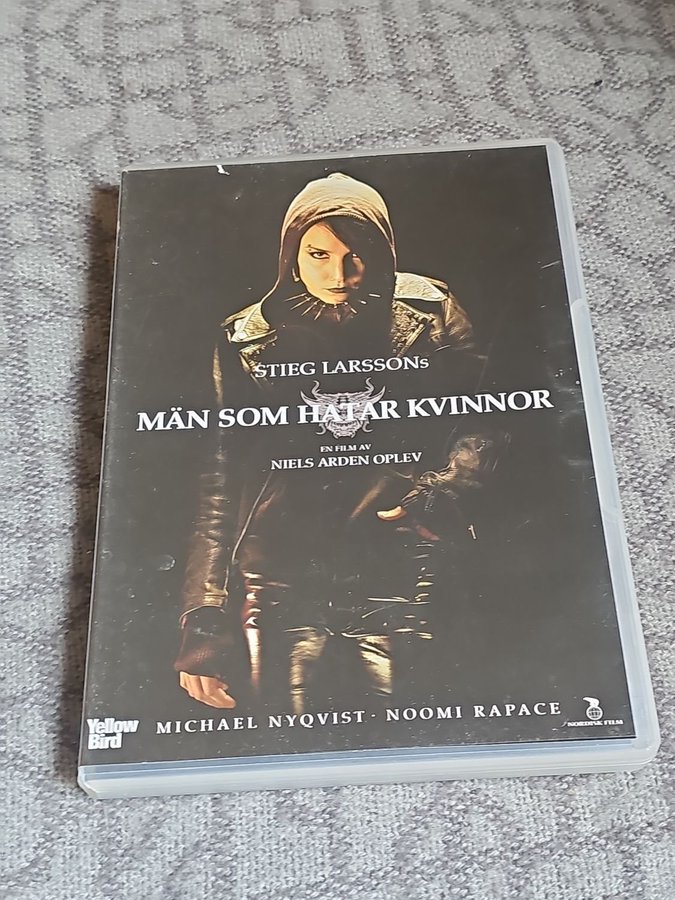 STIEG LARSSONs
MÄN SOM HATAR KVINNOR
EN FILM AV
NIELS ARDEN OPLEV
Yellow
Bird
MICHAEL NYQVIST · NOOMI RAPACE
NORDISK FILM